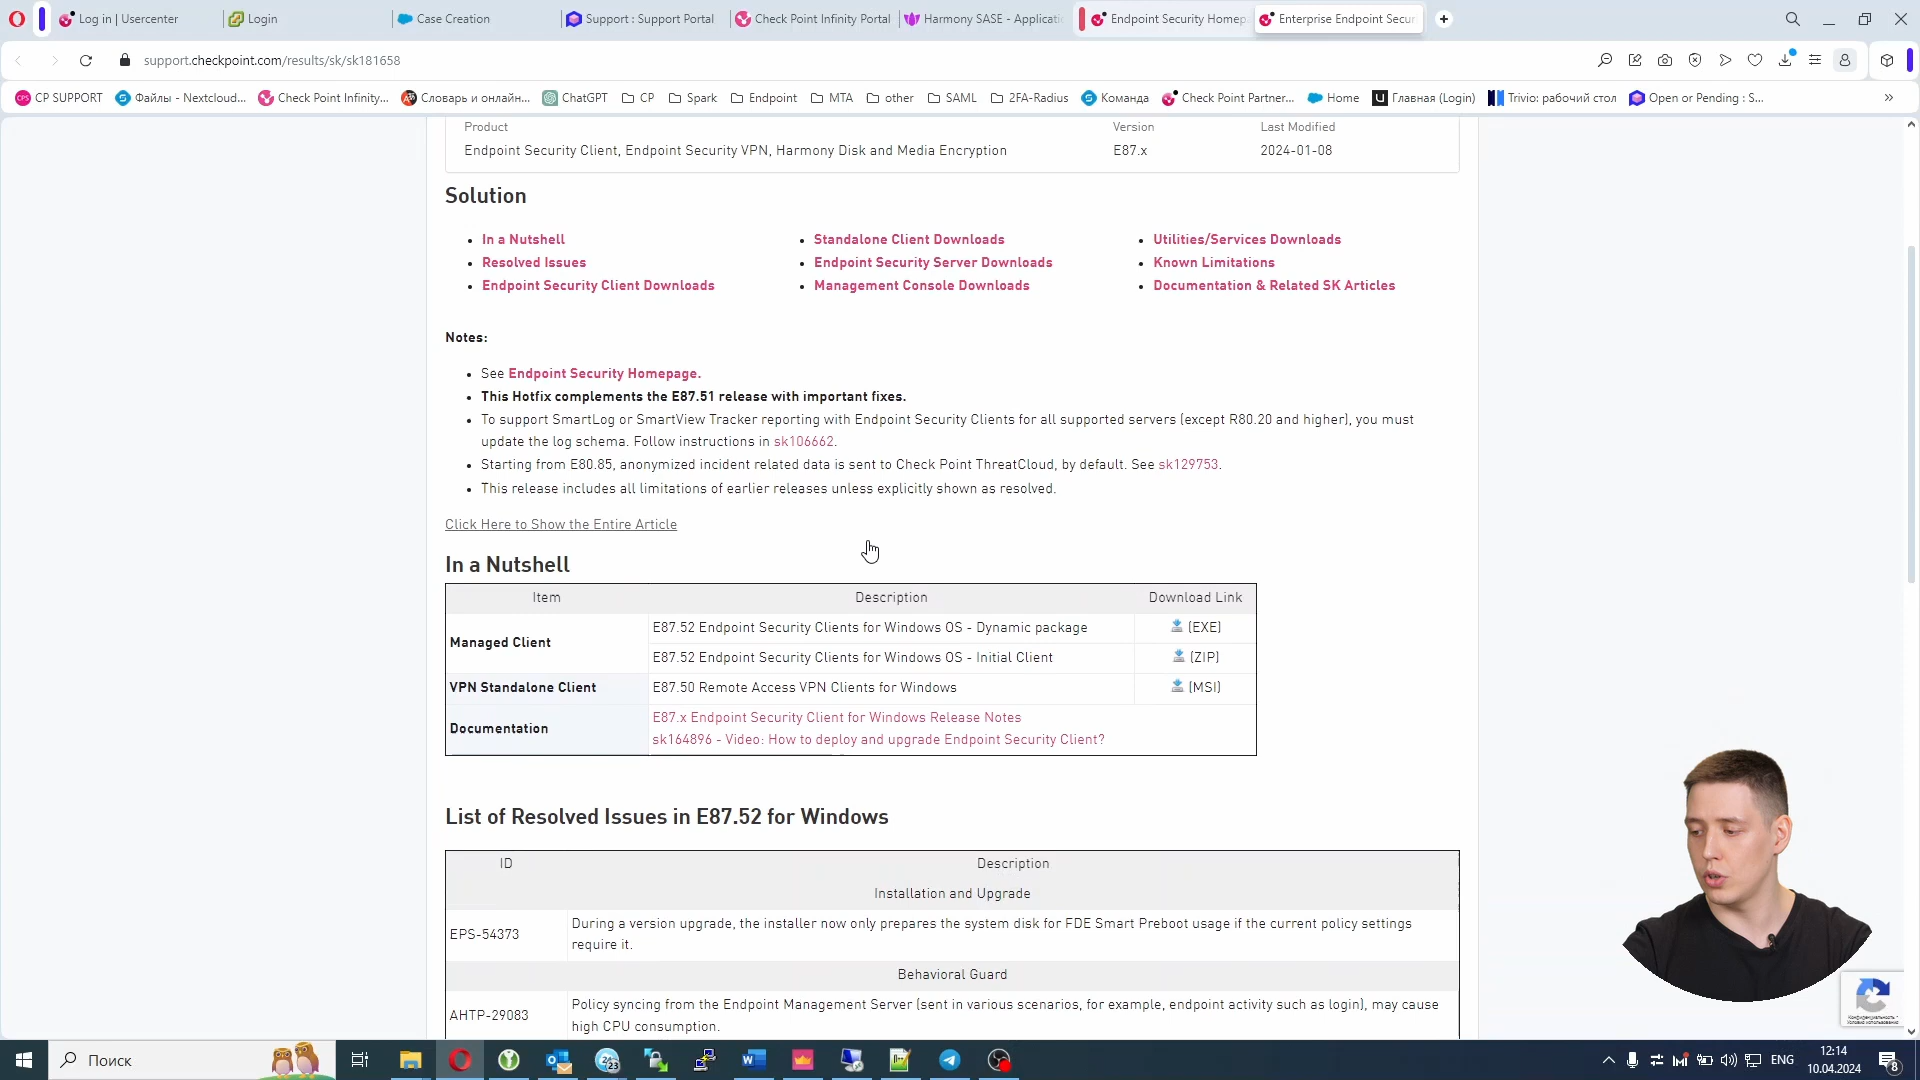 Log in | Usercenter
Login
Case Creation
Support : Support Portal
Check Point Infinity Portal
Harmony SASE - Applicatio
Endpoint Security Homep
Enterprise Endpoint Secur
support.checkpoint.com/results/sk/sk181658
CP SUPPORT
Файлы - Nextcloud...
Check Point Infinity...
Словарь и онлайн...
ChatGPT
CP
Spark
Endpoint
MTA
other
SAML
2FA-Radius
Команда
Check Point Partner...
Home
Главная (Login)
Trivio: рабочий стол
Open or Pending : S...
Product
Version
Last Modified
Endpoint Security Client, Endpoint Security VPN, Harmony Disk and Media Encryption
E87.x
2024-01-08
Solution
In a Nutshell
Resolved Issues
Endpoint Security Client Downloads
Standalone Client Downloads
Endpoint Security Server Downloads
Management Console Downloads
Utilities/Services Downloads
Known Limitations
Documentation & Related SK Articles
Notes:
See Endpoint Security Homepage.
This Hotfix complements the E87.51 release with important fixes.
To support SmartLog or SmartView Tracker reporting with Endpoint Security Clients for all supported servers (except R80.20 and higher), you must
update the log schema. Follow instructions in sk106662.
Starting from E80.85, anonymized incident related data is sent to Check Point ThreatCloud, by default. See sk129753.
This release includes all limitations of earlier releases unless explicitly shown as resolved.
Click Here to Show the Entire Article
In a Nutshell
Item
Description
Download Link
Managed Client
E87.52 Endpoint Security Clients for Windows OS - Dynamic package
(EXE)
E87.52 Endpoint Security Clients for Windows OS - Initial Client
(ZIP)
VPN Standalone Client
E87.50 Remote Access VPN Clients for Windows
(MSI)
Documentation
E87.x Endpoint Security Client for Windows Release Notes
sk164896 - Video: How to deploy and upgrade Endpoint Security Client?
List of Resolved Issues in E87.52 for Windows
ID
Description
Installation and Upgrade
EPS-54373
During a version upgrade, the installer now only prepares the system disk for FDE Smart Preboot usage if the current policy settings
require it.
Behavioral Guard
AHTP-29083
Policy syncing from the Endpoint Management Server (sent in various scenarios, for example, endpoint activity such as login), may cause
high CPU consumption.
Поиск
ENG
12:14
10.04.2024
8